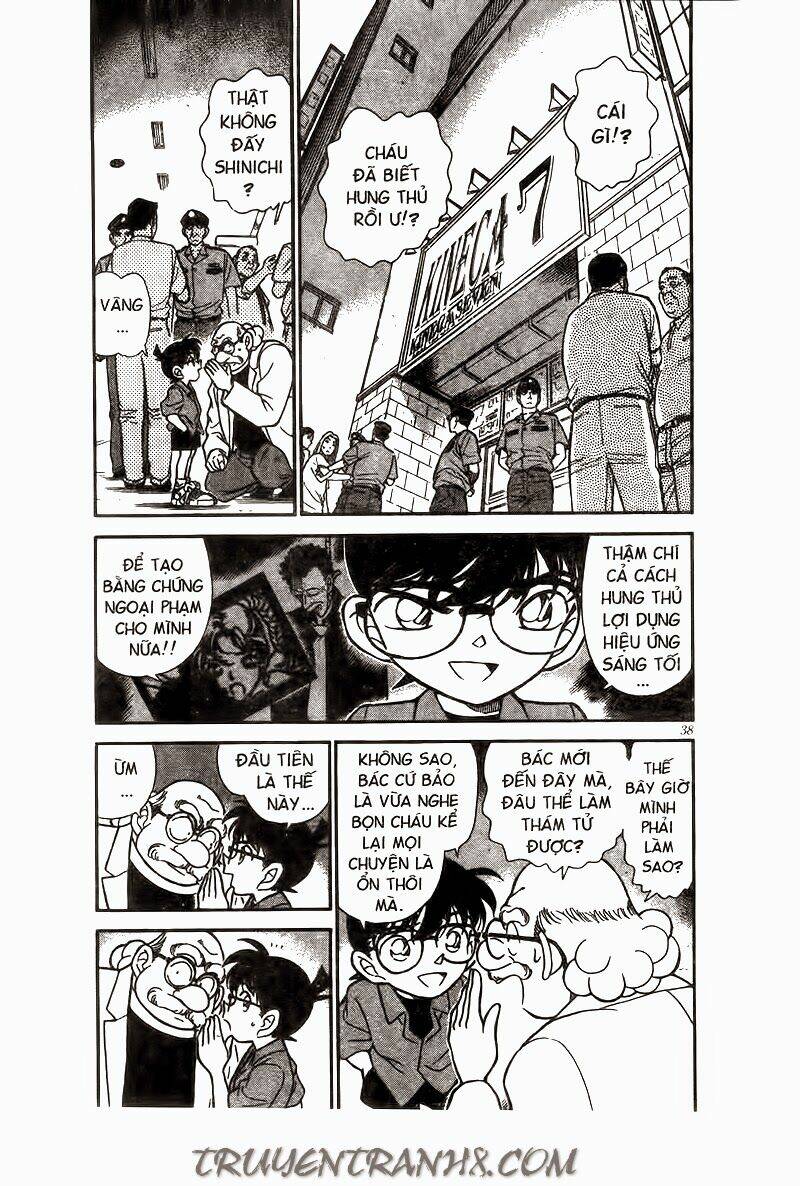 CÁI
GÌ!?
CHÁU
ĐÃ BIẾT
HUNG THỦ
RỒI Ư!?
KINECA 7
THẬT
KHÔNG
ĐẤY
SHINICHI
?
VÂNG
...
THẬM CHÍ
CẢ CÁCH
HUNG THỦ
LỢI DỤNG
HIỆU ỨNG
SÁNG TỐI
...
ĐỂ TẠO
BẰNG CHỨNG
NGOẠI PHẠM
CHO MÌNH
NỮA!!
38
THẾ
BÂY GIỜ
MÌNH
PHẢI
LÀM
SAO?
BÁC MỚI
ĐẾN ĐÂY MÀ,
ĐÂU THỂ LÀM
THÁM TỬ
ĐƯỢC?
KHÔNG SAO,
BÁC CỨ BẢO
LÀ VỪA NGHE
BỌN CHÁU KỂ
LẠI MỌI
CHUYỆN LÀ
ỔN THÔI
MÀ.
ĐẦU TIÊN
LÀ THẾ
NÀY...
ỪM
...
TRUYENTRANH8.COM